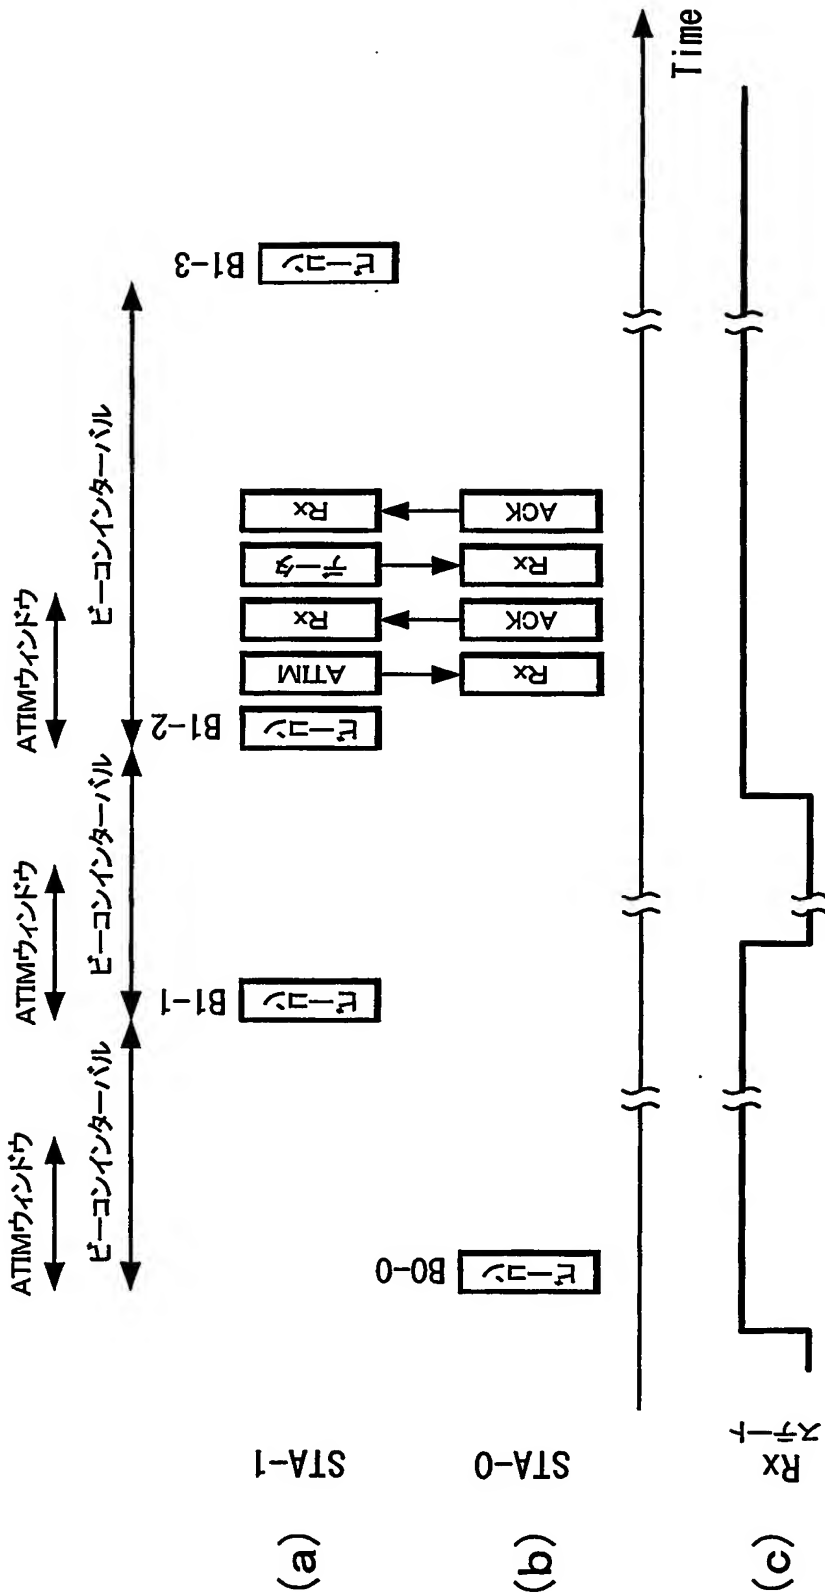 ATIMウィンドウ
ATIMウィンドウ
ATIMウィンドウ
ビーコンインターバル
ビーコンインターバル
ビーコンインターバル
(a)
STA-1
B1-1
ビーコン
B1-2
ビーコン
ATIM
Rx
データ
Rx
B1-3
ビーコン
(b)
STA-0
B0-0
ビーコン
Rx
ACK
Rx
ACK
Time
(c)
Rx
ステート